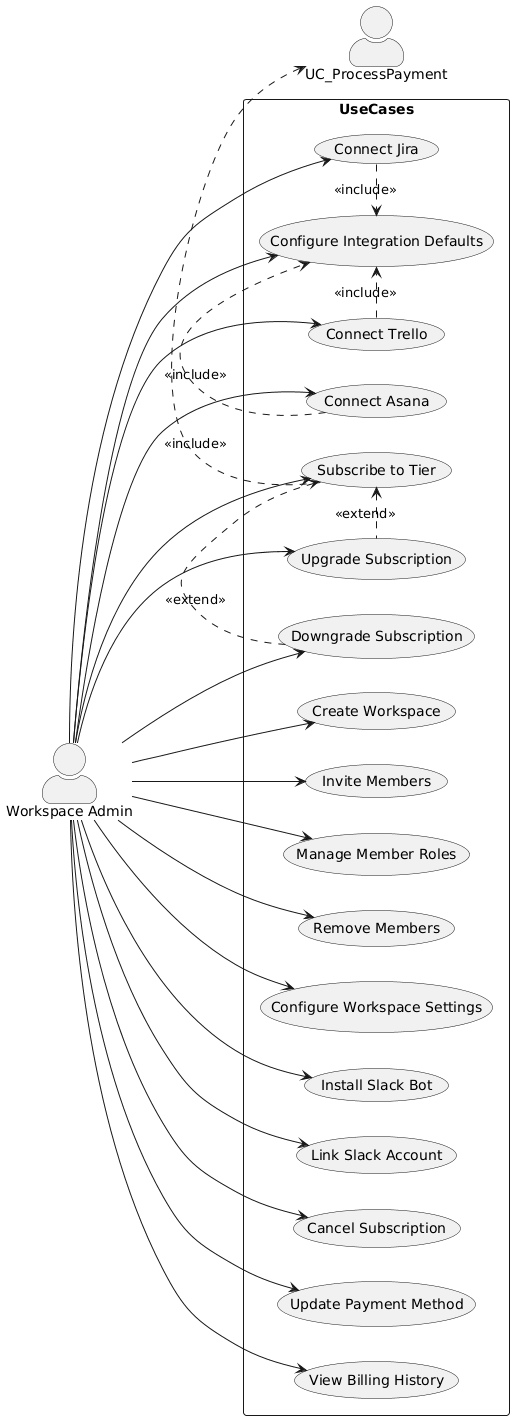 UC_ProcessPayment
UseCases
Connect Jira
«include»
Configure Integration Defaults
«include»
Connect Trello
«include»
Connect Asana
«include»
Subscribe to Tier
«extend»
Upgrade Subscription
«extend»
Downgrade Subscription
Create Workspace
Invite Members
Workspace Admin
Manage Member Roles
Remove Members
Configure Workspace Settings
Install Slack Bot
Link Slack Account
Cancel Subscription
Update Payment Method
View Billing History